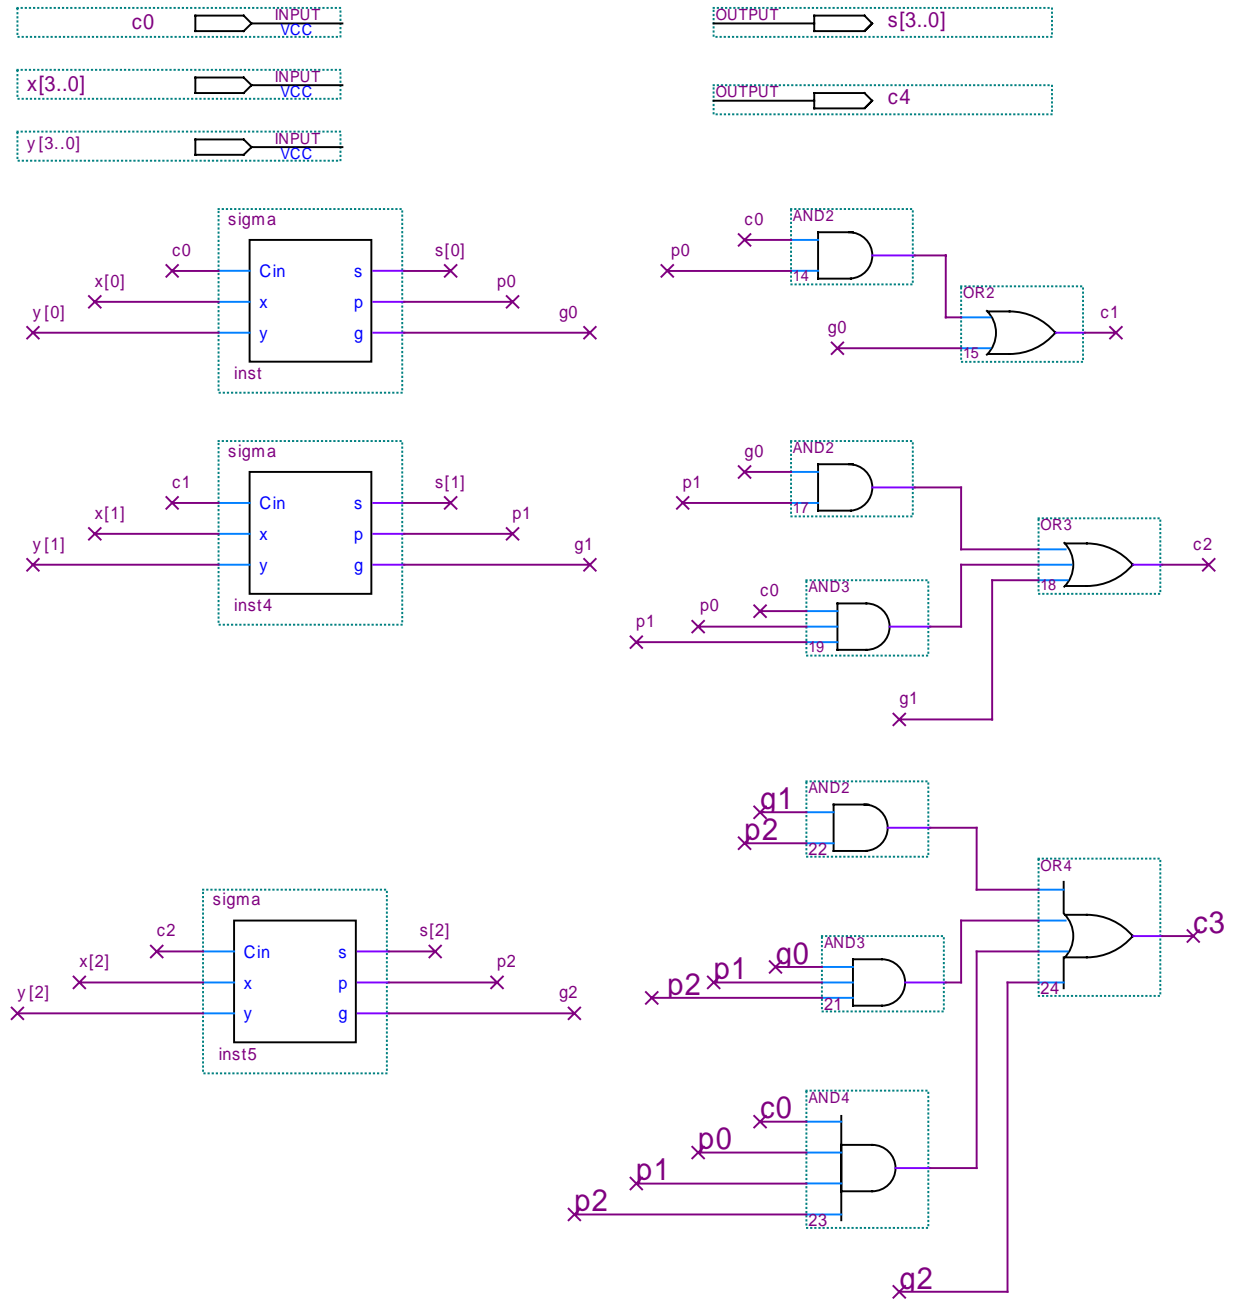 c0 INPUT VCC
OUTPUT s[3..0]
x[3..0] INPUT VCC
OUTPUT c4
y[3..0] INPUT VCC
sigma
c0 Cin s s[0]
x[0] x p p0
y[0] y g g0
inst
AND2
c0
p0
14
OR2
g0
15
c1
sigma
c1 Cin s s[1]
x[1] x p p1
y[1] y g g1
inst4
AND2
g0
p1
17
OR3
c2
18
AND3
c0
p0
p1
19
g1
sigma
c2 Cin s s[2]
x[2] x p p2
y[2] y g g2
inst5
AND2
g1
p2
22
OR4
c3
24
AND3
g0
p1
p2
21
AND4
c0
p0
p1
p2
23
g2